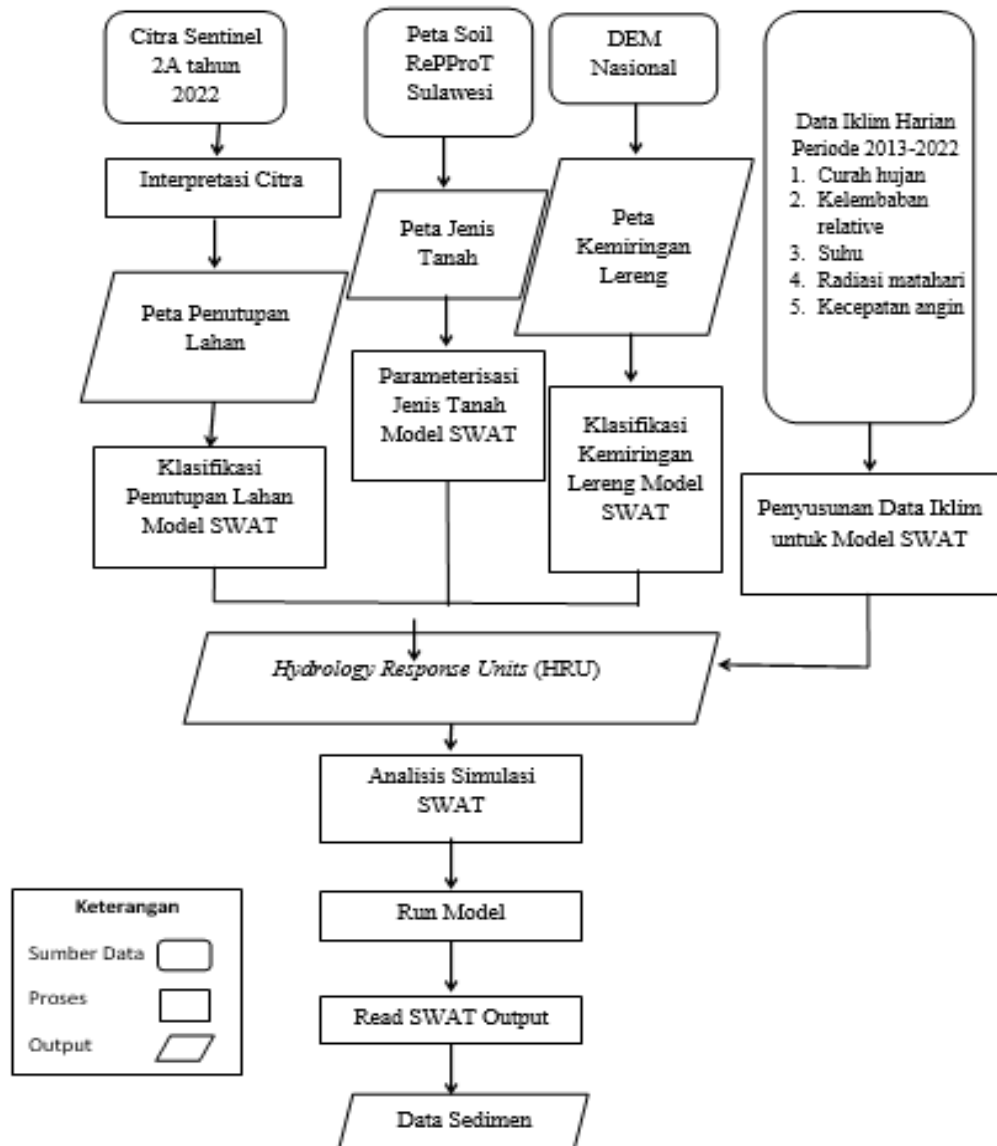 Citra Sentinel
2A tahun
2022
Peta Soil
RePProT
Sulawesi
DEM
Nasional
Data Iklim Harian
Periode 2013-2022
1. Curah hujan
2. Kelembaban
relative
3. Suhu
4. Radiasi matahari
5. Kecepatan angin
Interpretasi Citra
Peta Jenis
Tanah
Peta
Kemiringan
Lereng
Peta Penutupan
Lahan
Parameterisasi
Jenis Tanah
Model SWAT
Klasifikasi
Kemiringan
Lereng Model
SWAT
Klasifikasi
Penutupan Lahan
Model SWAT
Penyusunan Data Iklim
untuk Model SWAT
Hydrology Response Units (HRU)
Analisis Simulasi
SWAT
Run Model
Read SWAT Output
Data Sedimen
Keterangan
Sumber Data
Proses
Output